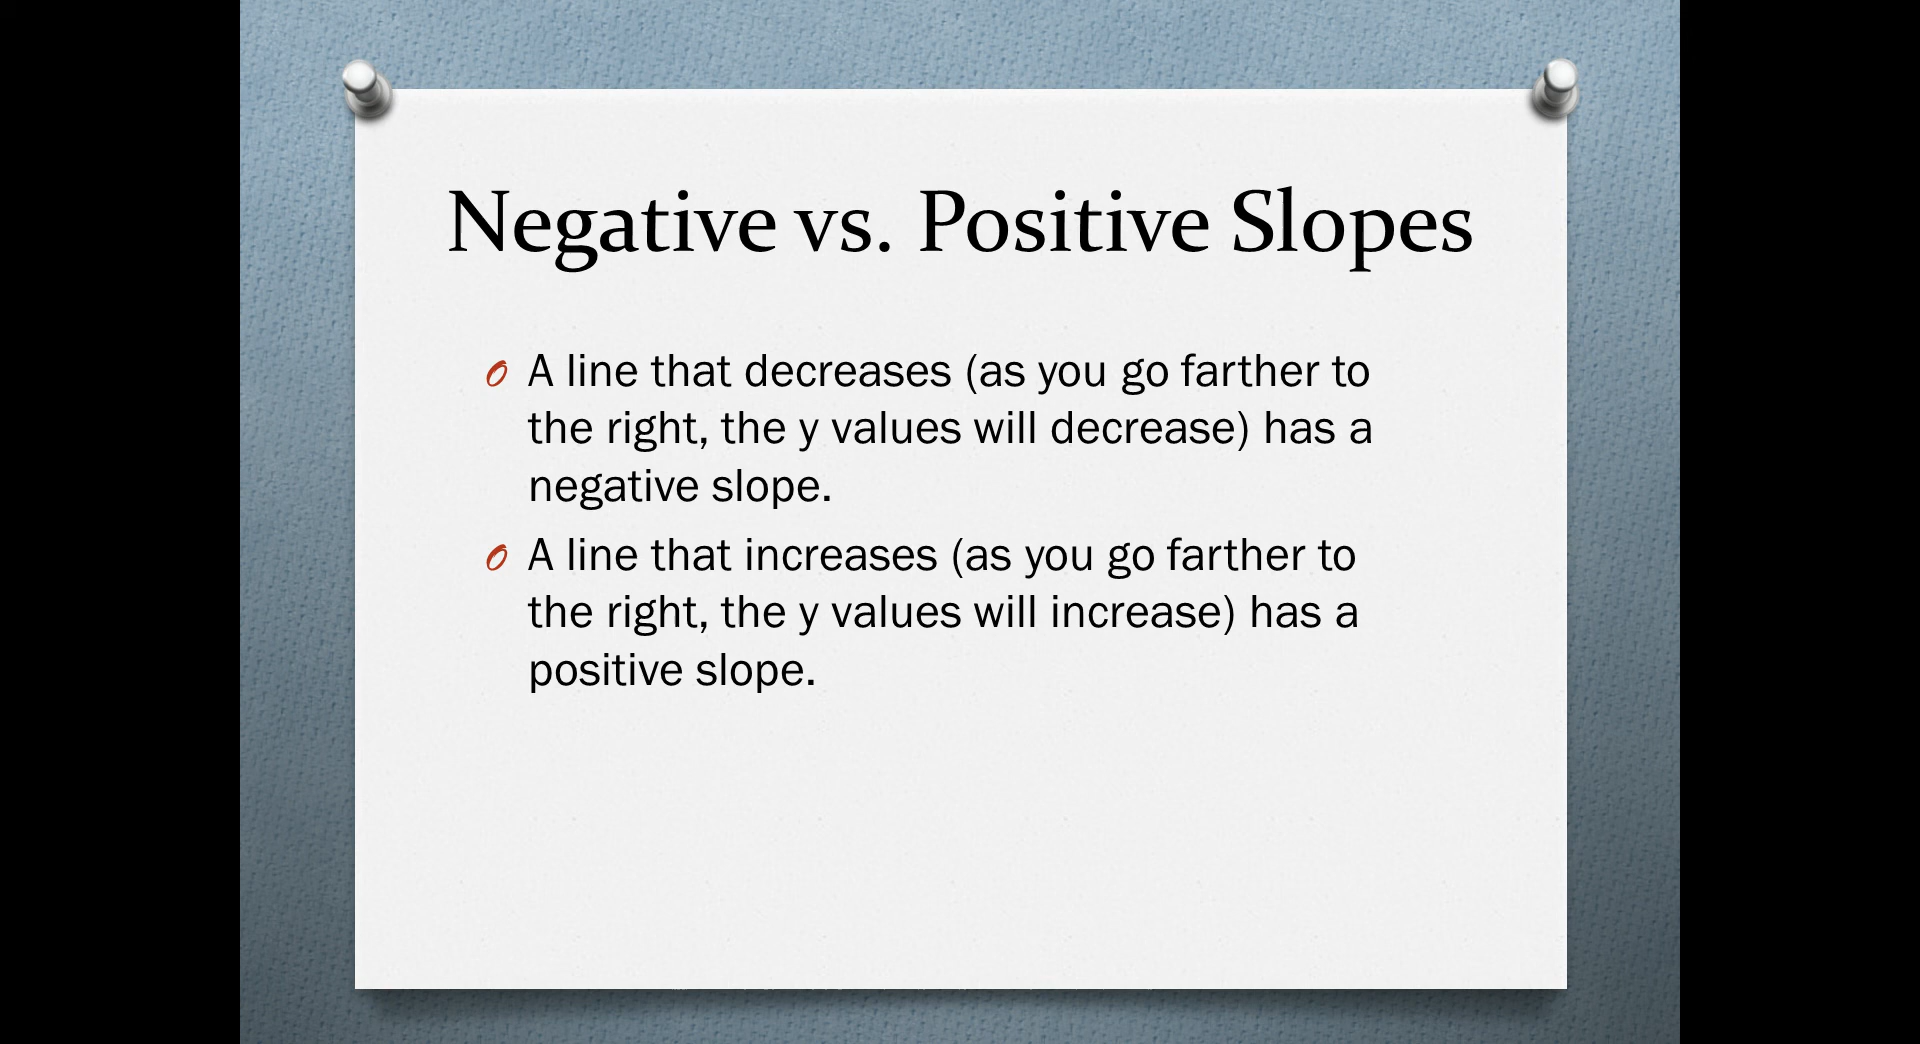 Negative vs. Positive Slopes
A line that decreases (as you go farther to
the right, the y values will decrease) has a
negative slope.
A line that increases (as you go farther to
the right, the y values will increase) has a
positive slope.